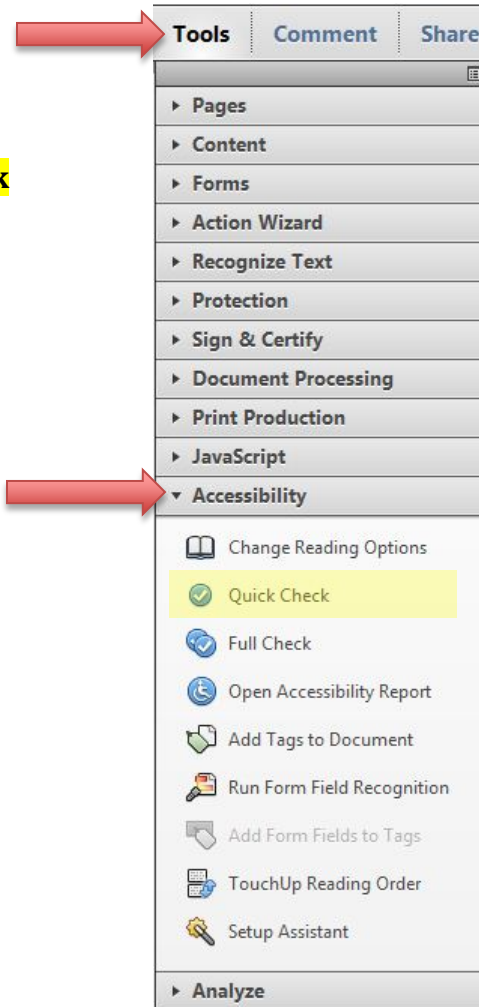 Tools Comment Share
Pages
Content
k
Forms
Action Wizard
Recognize Text
Protection
Sign & Certify
Document Processing
Print Production
JavaScript
Accessibility
Change Reading Options
Quick Check
Full Check
Open Accessibility Report
Add Tags to Document
Run Form Field Recognition
Add Form Fields to Tags
TouchUp Reading Order
Setup Assistant
Analyze